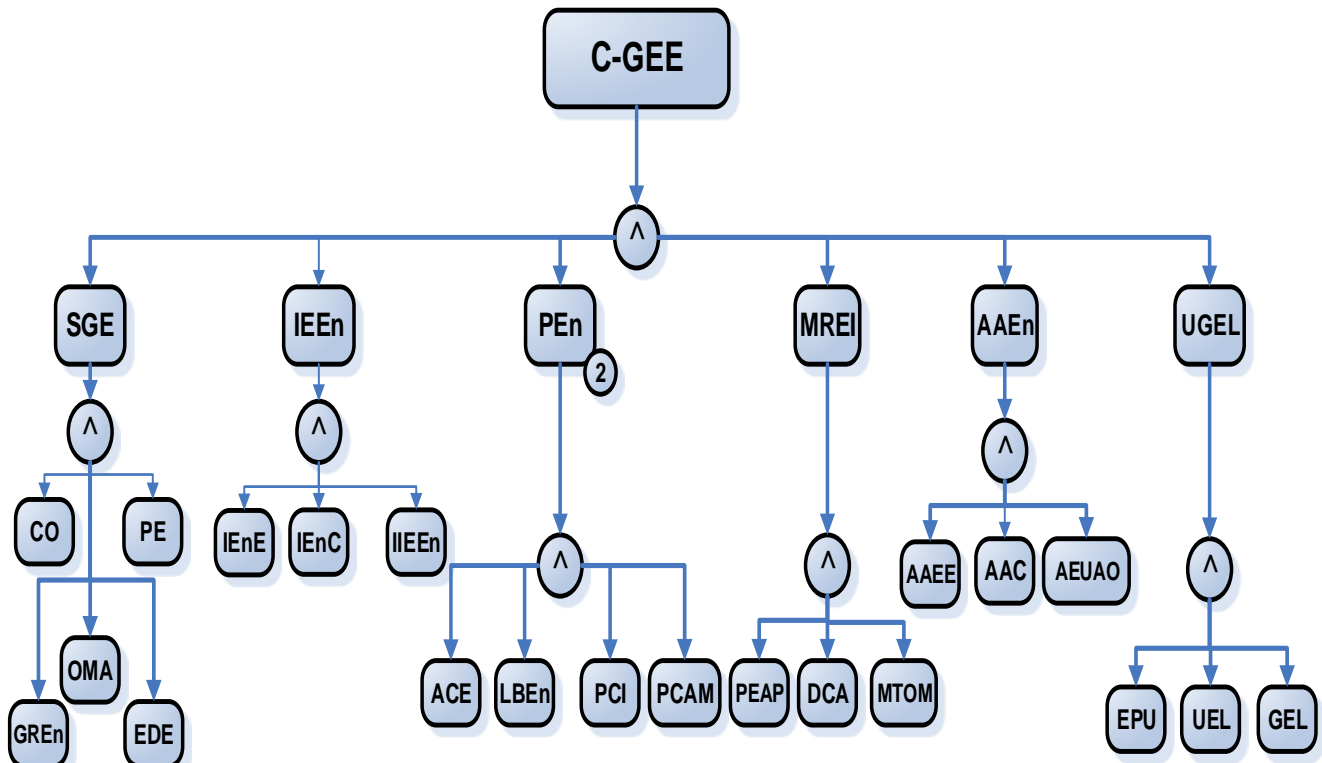 C-GEE
^
SGE
IEEn
PEn
MREI
AAEn
UGEL
2
^
^
^
CO
PE
IEnE
IEnC
IIEEn
^
^
AAEE
AAC
AEUAO
^
OMA
GREn
EDE
ACE
LBEn
PCI
PCAM
PEAP
DCA
MTOM
EPU
UEL
GEL